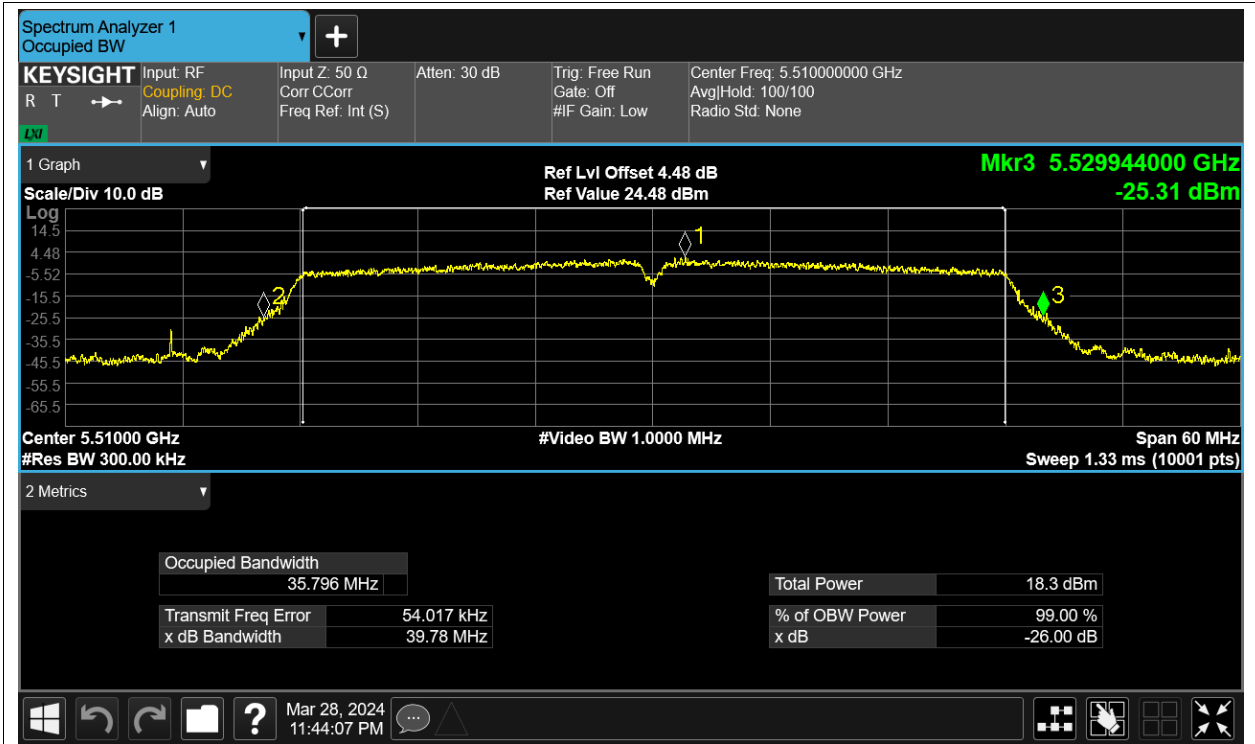 Spectrum Analyzer 1
Occupied BW
KEYSIGHT
R T
LXI
Input: RF
Coupling: DC
Align: Auto
Input Z: 50 Ω
Corr CCorr
Freq Ref: Int (S)
Atten: 30 dB
Trig: Free Run
Gate: Off
#IF Gain: Low
Center Freq: 5.510000000 GHz
Avg|Hold: 100/100
Radio Std: None
1 Graph
Scale/Div 10.0 dB
Ref Lvl Offset 4.48 dB
Ref Value 24.48 dBm
Mkr3 5.529944000 GHz
-25.31 dBm
Log
14.5
4.48
-5.52
-15.5
-25.5
-35.5
-45.5
-55.5
-65.5
1
2
3
Center 5.51000 GHz
#Res BW 300.00 kHz
#Video BW 1.0000 MHz
Span 60 MHz
Sweep 1.33 ms (10001 pts)
2 Metrics
Occupied Bandwidth
35.796 MHz
Transmit Freq Error 54.017 kHz
x dB Bandwidth 39.78 MHz
Total Power 18.3 dBm
% of OBW Power 99.00 %
x dB -26.00 dB
?
Mar 28, 2024
11:44:07 PM